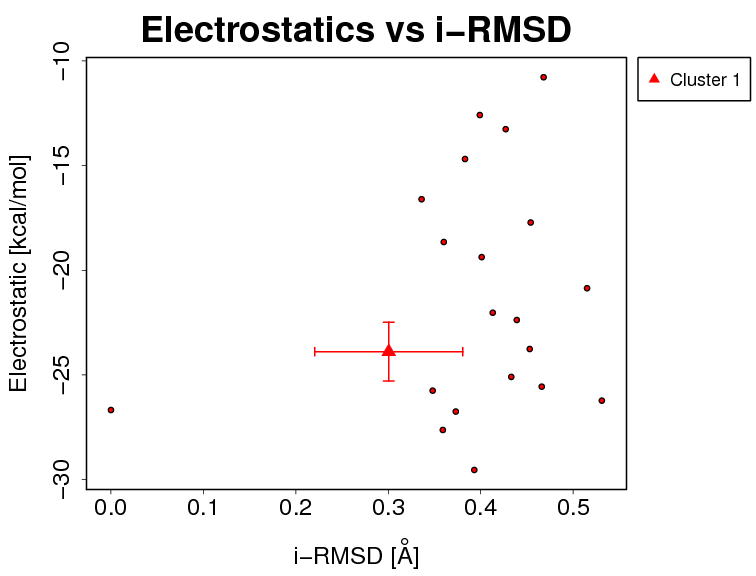 Electrostatics vs i−RMSD
Cluster 1
Electrostatic [kcal/mol]
−10
−15
−20
−25
−30
0.0 0.1 0.2 0.3 0.4 0.5
i−RMSD [Å]